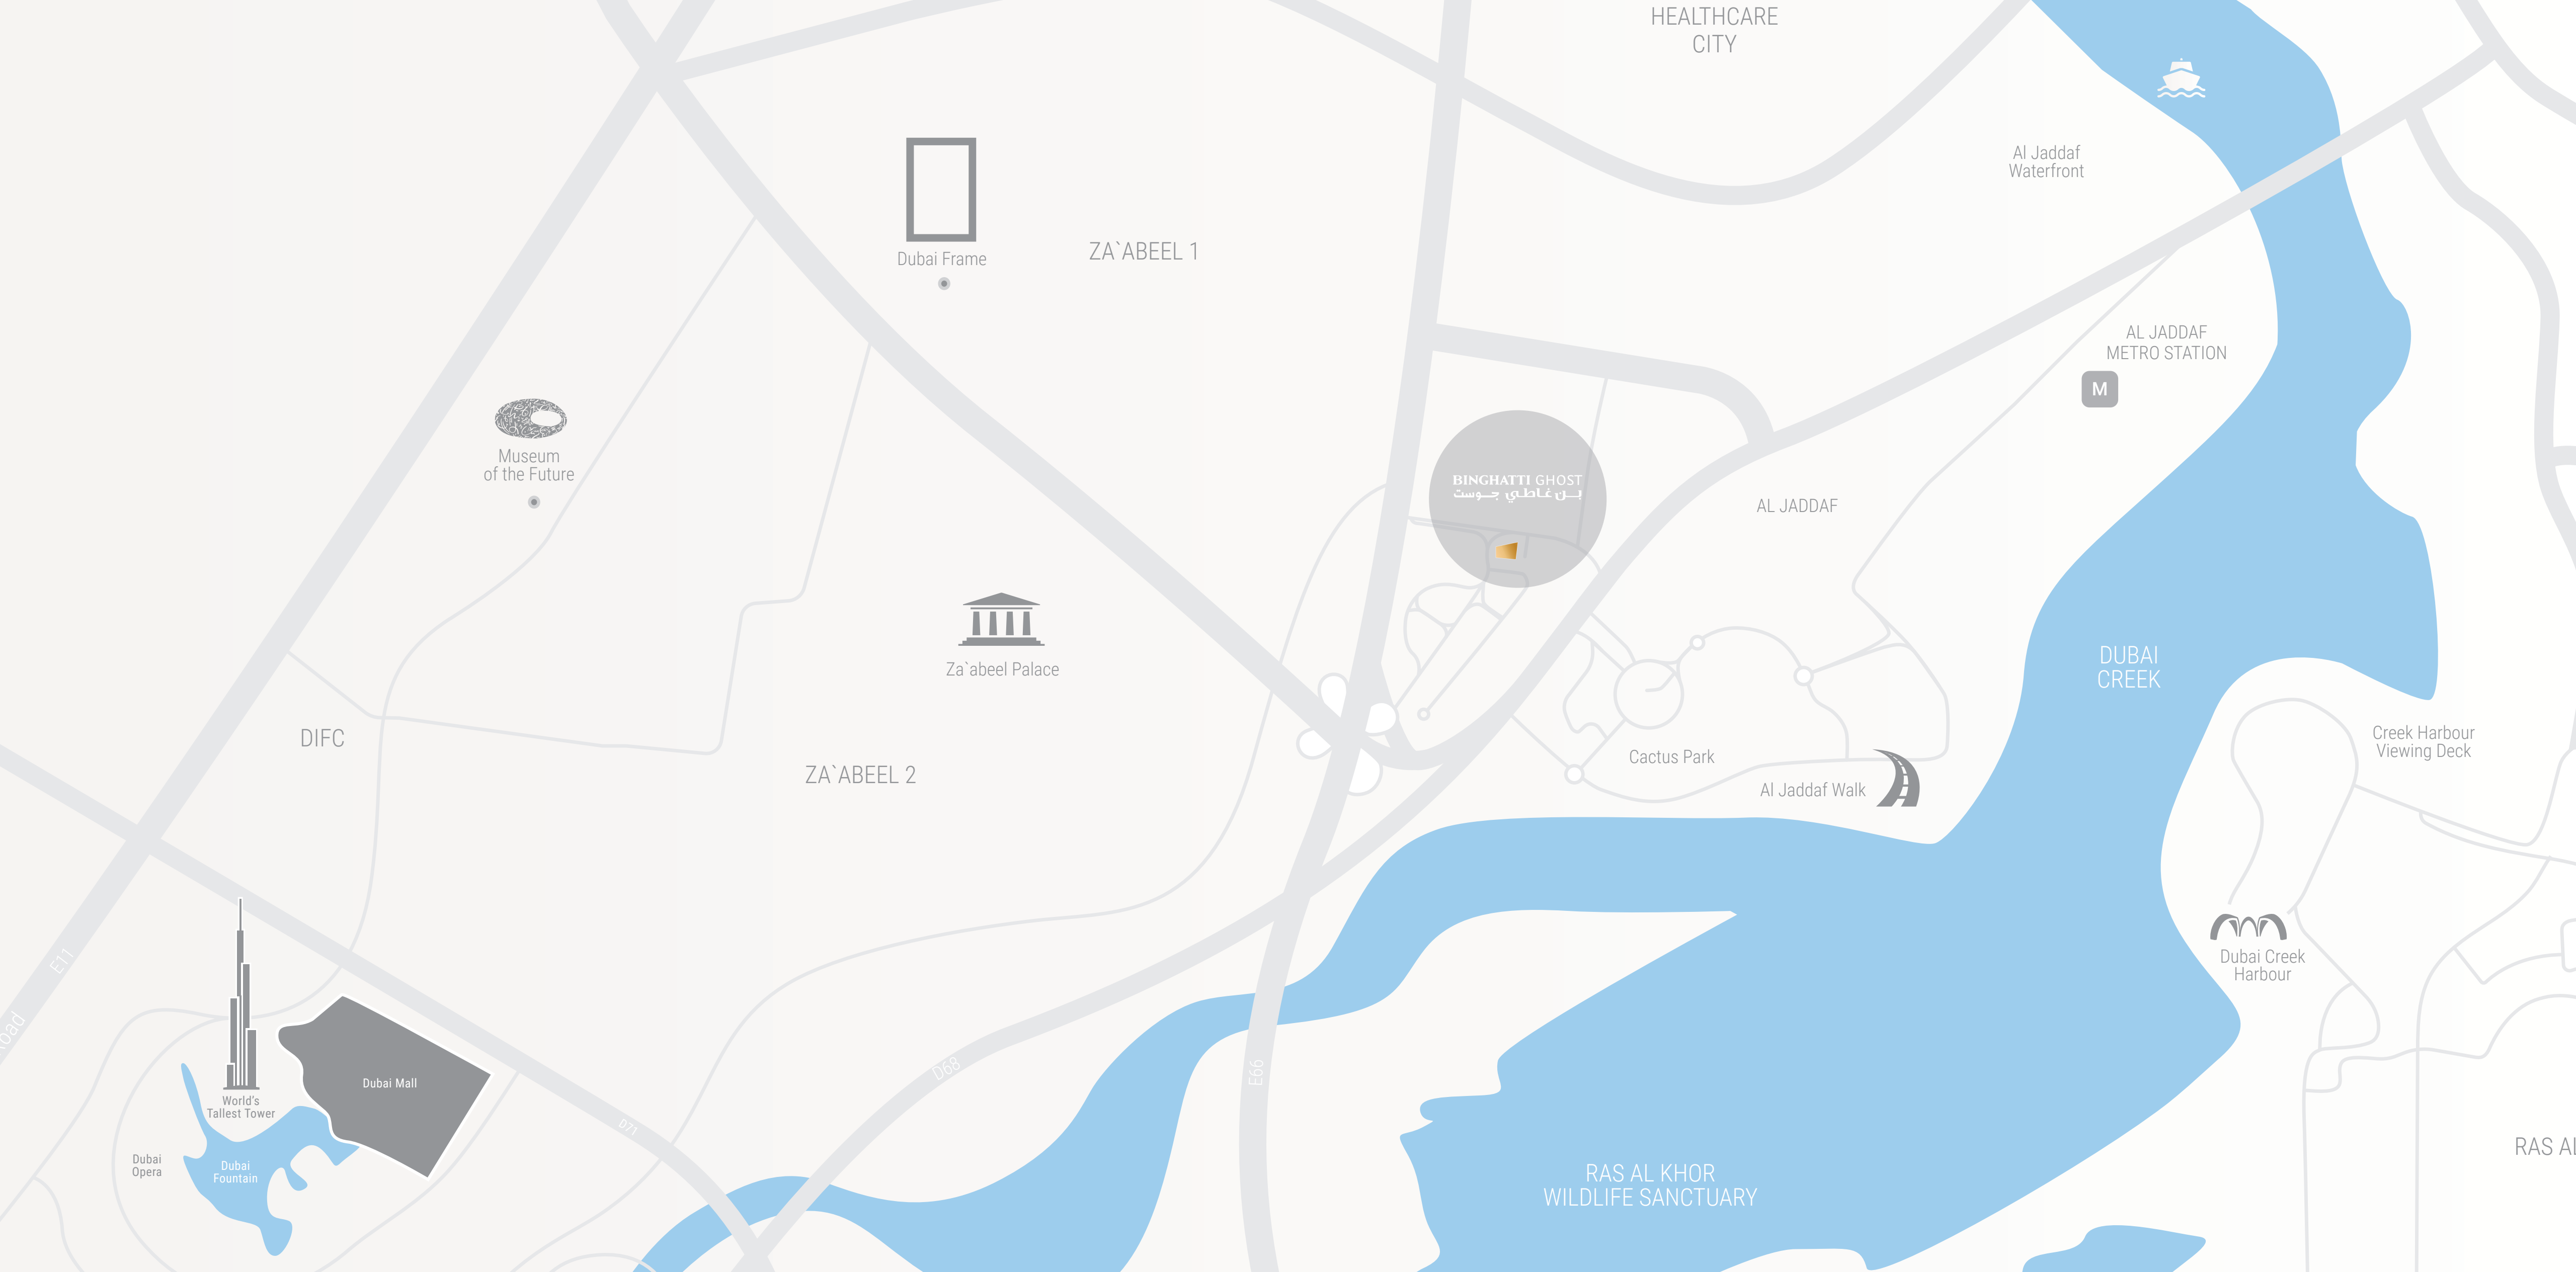 HEALTHCARE
CITY
Al Jaddaf
Waterfront
Dubai Frame
ZA`ABEEL 1
AL JADDAF
METRO STATION
M
Museum
of the Future
BINGHATTI GHOST
بن غاطي جوست
AL JADDAF
Za`abeel Palace
DUBAI
CREEK
DIFC
ZA`ABEEL 2
Cactus Park
Al Jaddaf Walk
Creek Harbour
Viewing Deck
E11
Dubai Creek
Harbour
D68
E66
Dubai Mall
World's
Tallest Tower
D71
Dubai
Opera
Dubai
Fountain
RAS AL KHOR
WILDLIFE SANCTUARY
RAS AL